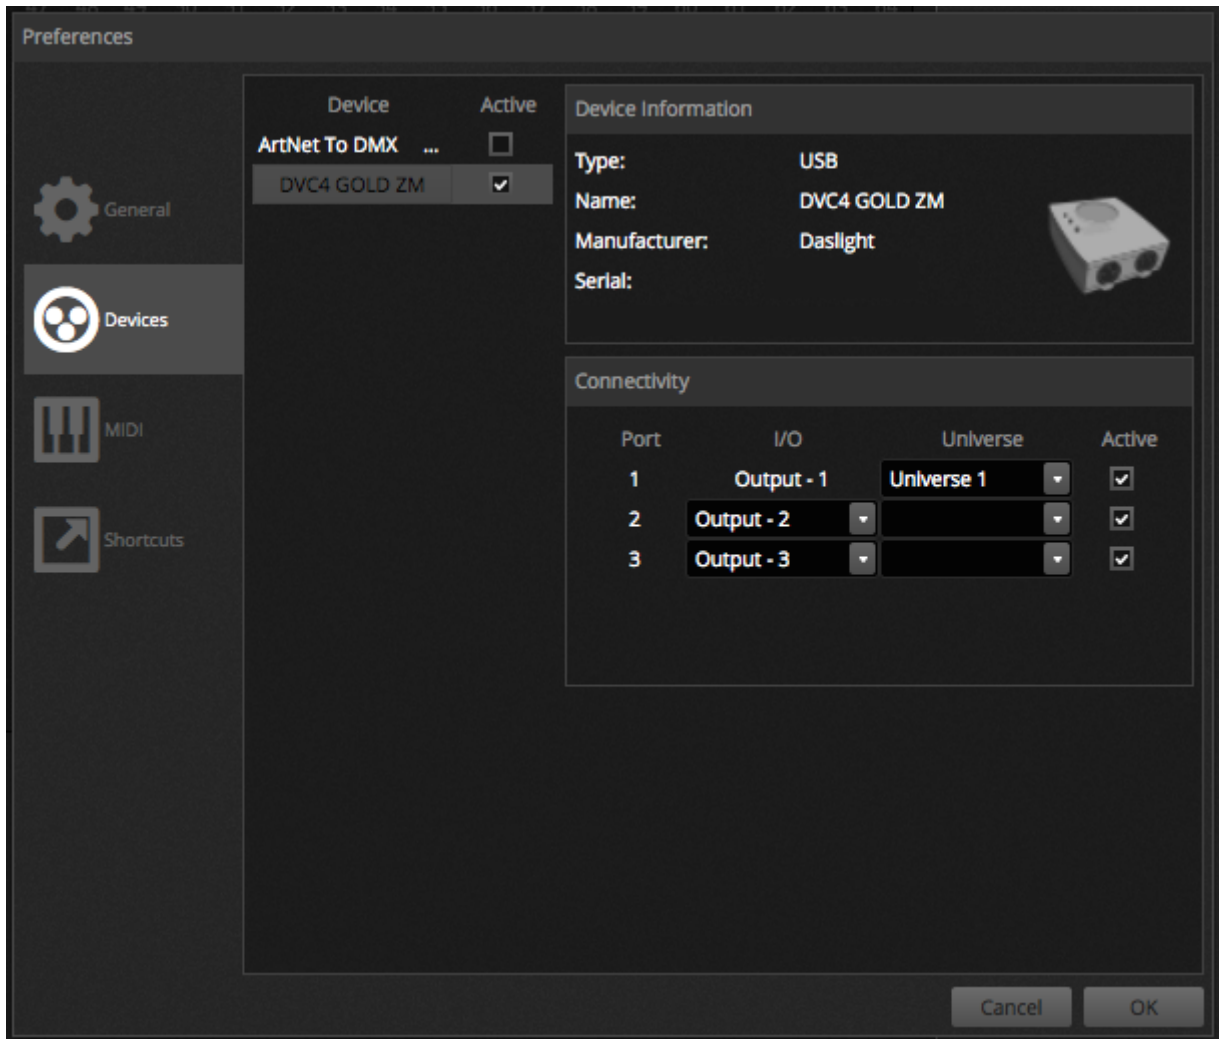 Preferences
General
Devices
MIDI
Shortcuts
Device Active
ArtNet To DMX ...
DVC4 GOLD ZM
Device Information
Type: USB
Name: DVC4 GOLD ZM
Manufacturer: Daslight
Serial:
Connectivity
Port I/O Universe Active
1 Output - 1 Universe 1
2 Output - 2
3 Output - 3
Cancel OK